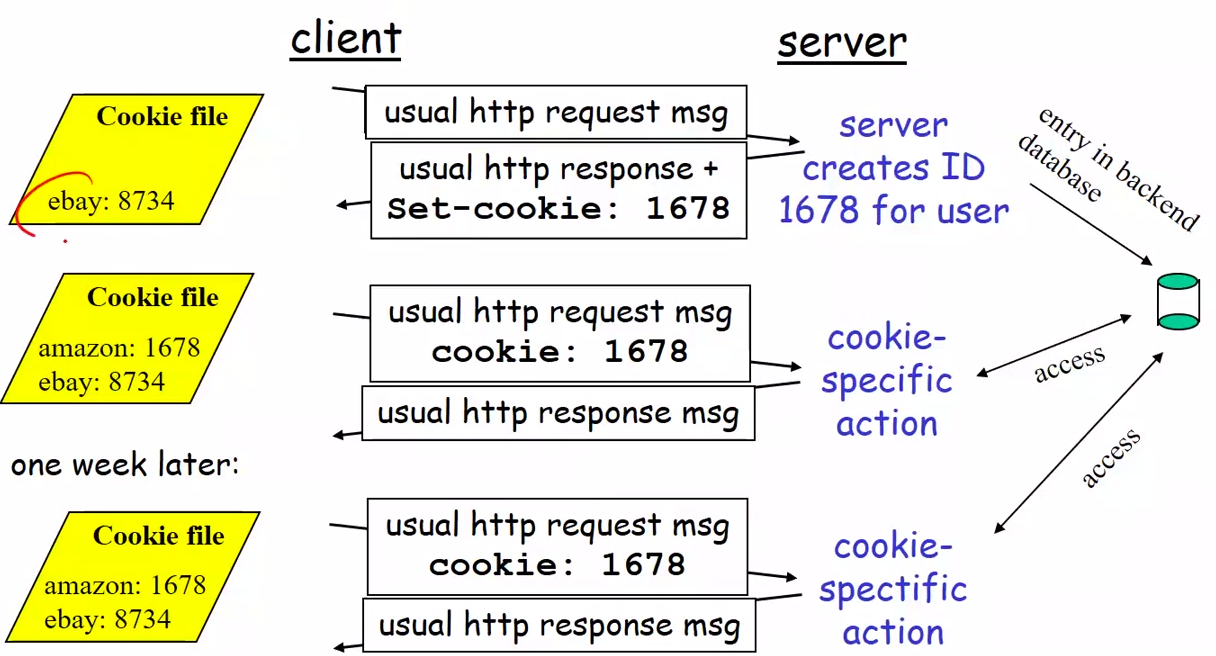 client
server
Cookie file
ebay: 8734
usual http request msg
usual http response +
Set-cookie: 1678
server
creates ID
1678 for user
entry in backend
database
Cookie file
amazon: 1678
ebay: 8734
usual http request msg
cookie: 1678
usual http response msg
cookie-
specific
action
access
access
one week later:
Cookie file
amazon: 1678
ebay: 8734
usual http request msg
cookie: 1678
usual http response msg
cookie-
spectific
action